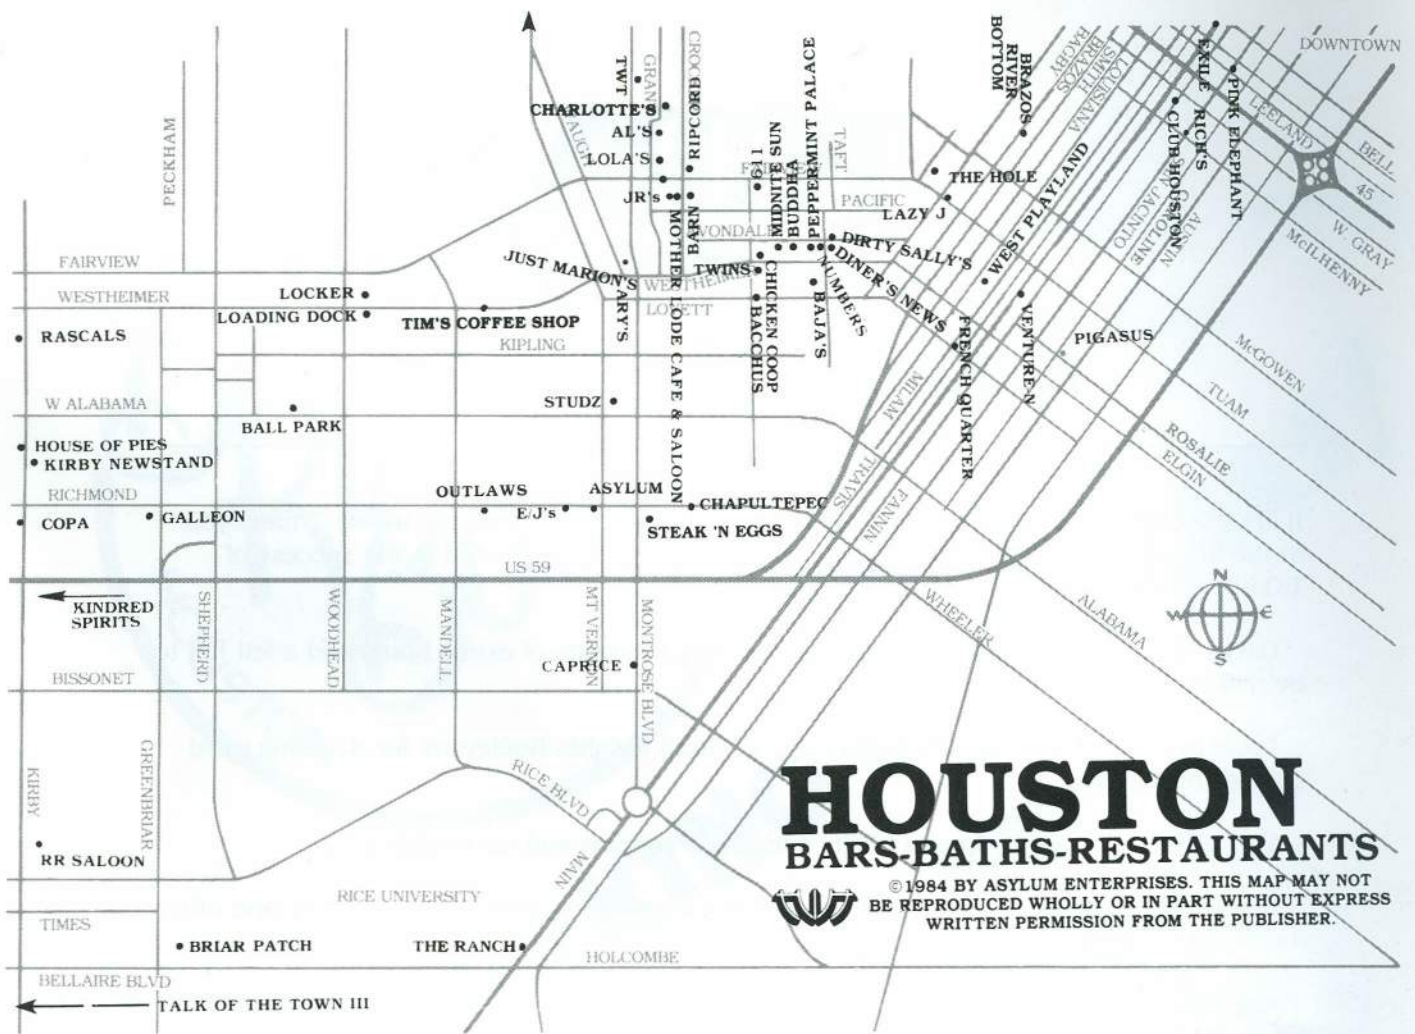 DOWNTOWN
TWT
GRANT
CROCKER
CHARLOTTE'S
AL'S
LOLA'S
JR's
WAUGH
PECKHAM
RIPCORD
BARN
MOTHER LODE CAFE & SALOON
611
MIDNITE SUN
BUDDHA
PEPPERMINT PALACE
TAFT
FAIRVIEW
PACIFIC
AVONDALE
THE HOLE
LAZY J
BRAZOS
RIVER
BOTTOM
BAGBY
BRAZOS
SMITH
LOUISIANA
WEST PLAYLAND
EXILE
RICH'S
CLUB HOUSTON
PINK ELEPHANT
LEELAND
BELL
45
W. GRAY
McILHENNY
SAN JACINTO
CAROLINE
AUSTIN
FAIRVIEW
WESTHEIMER
LOCKER
LOADING DOCK
RASCALS
TIM'S COFFEE SHOP
JUST MARION'S
ARY'S
TWINS
WESTHEIMER
LOVETT
KIPLING
CHICKEN COOP
BACCHUS
BAJA'S
NUMBERS
DIRTY SALLY'S
DINER'S NEWS
FRENCH QUARTER
VENTURE-N
PIGASUS
McGOWEN
TUAM
ROSALIE
ELGIN
MILAM
TRAVIS
FANNIN
W ALABAMA
BALL PARK
STUDZ
HOUSE OF PIES
KIRBY NEWSTAND
RICHMOND
COPA
GALLEON
OUTLAWS
E/J's
ASYLUM
CHAPULTEPEC
STEAK 'N EGGS
US 59
KINDRED
SPIRITS
SHEPHERD
WOODHEAD
MANDELL
MT VERNON
MONTROSE BLVD
WHEELER
ALABAMA
N
W E
S
CAPRICE
BISSONET
KIRBY
GREENBRIAR
RICE BLVD
MAIN
RR SALOON
RICE UNIVERSITY
TIMES
BRIAR PATCH
THE RANCH
HOLCOMBE
BELLAIRE BLVD
TALK OF THE TOWN III
HOUSTON
BARS-BATHS-RESTAURANTS
©1984 BY ASYLUM ENTERPRISES. THIS MAP MAY NOT
BE REPRODUCED WHOLLY OR IN PART WITHOUT EXPRESS
WRITTEN PERMISSION FROM THE PUBLISHER.